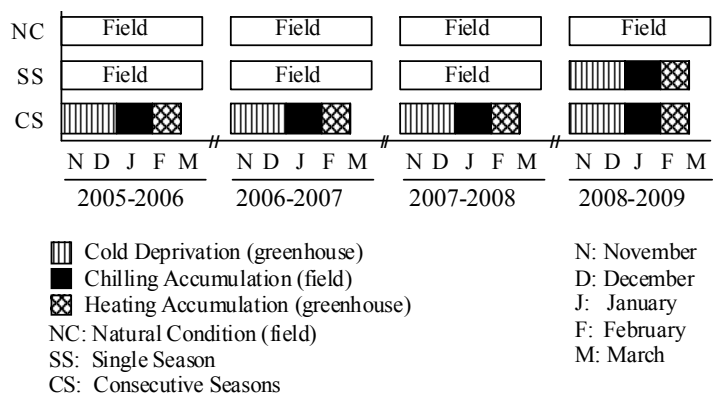 NC Field Field Field Field
SS Field Field Field
CS
N D J F M N D J F M N D J F M N D J F M
2005-2006 2006-2007 2007-2008 2008-2009
Cold Deprivation (greenhouse)
Chilling Accumulation (field)
Heating Accumulation (greenhouse)
NC: Natural Condition (field)
SS: Single Season
CS: Consecutive Seasons
N: November
D: December
J: January
F: February
M: March